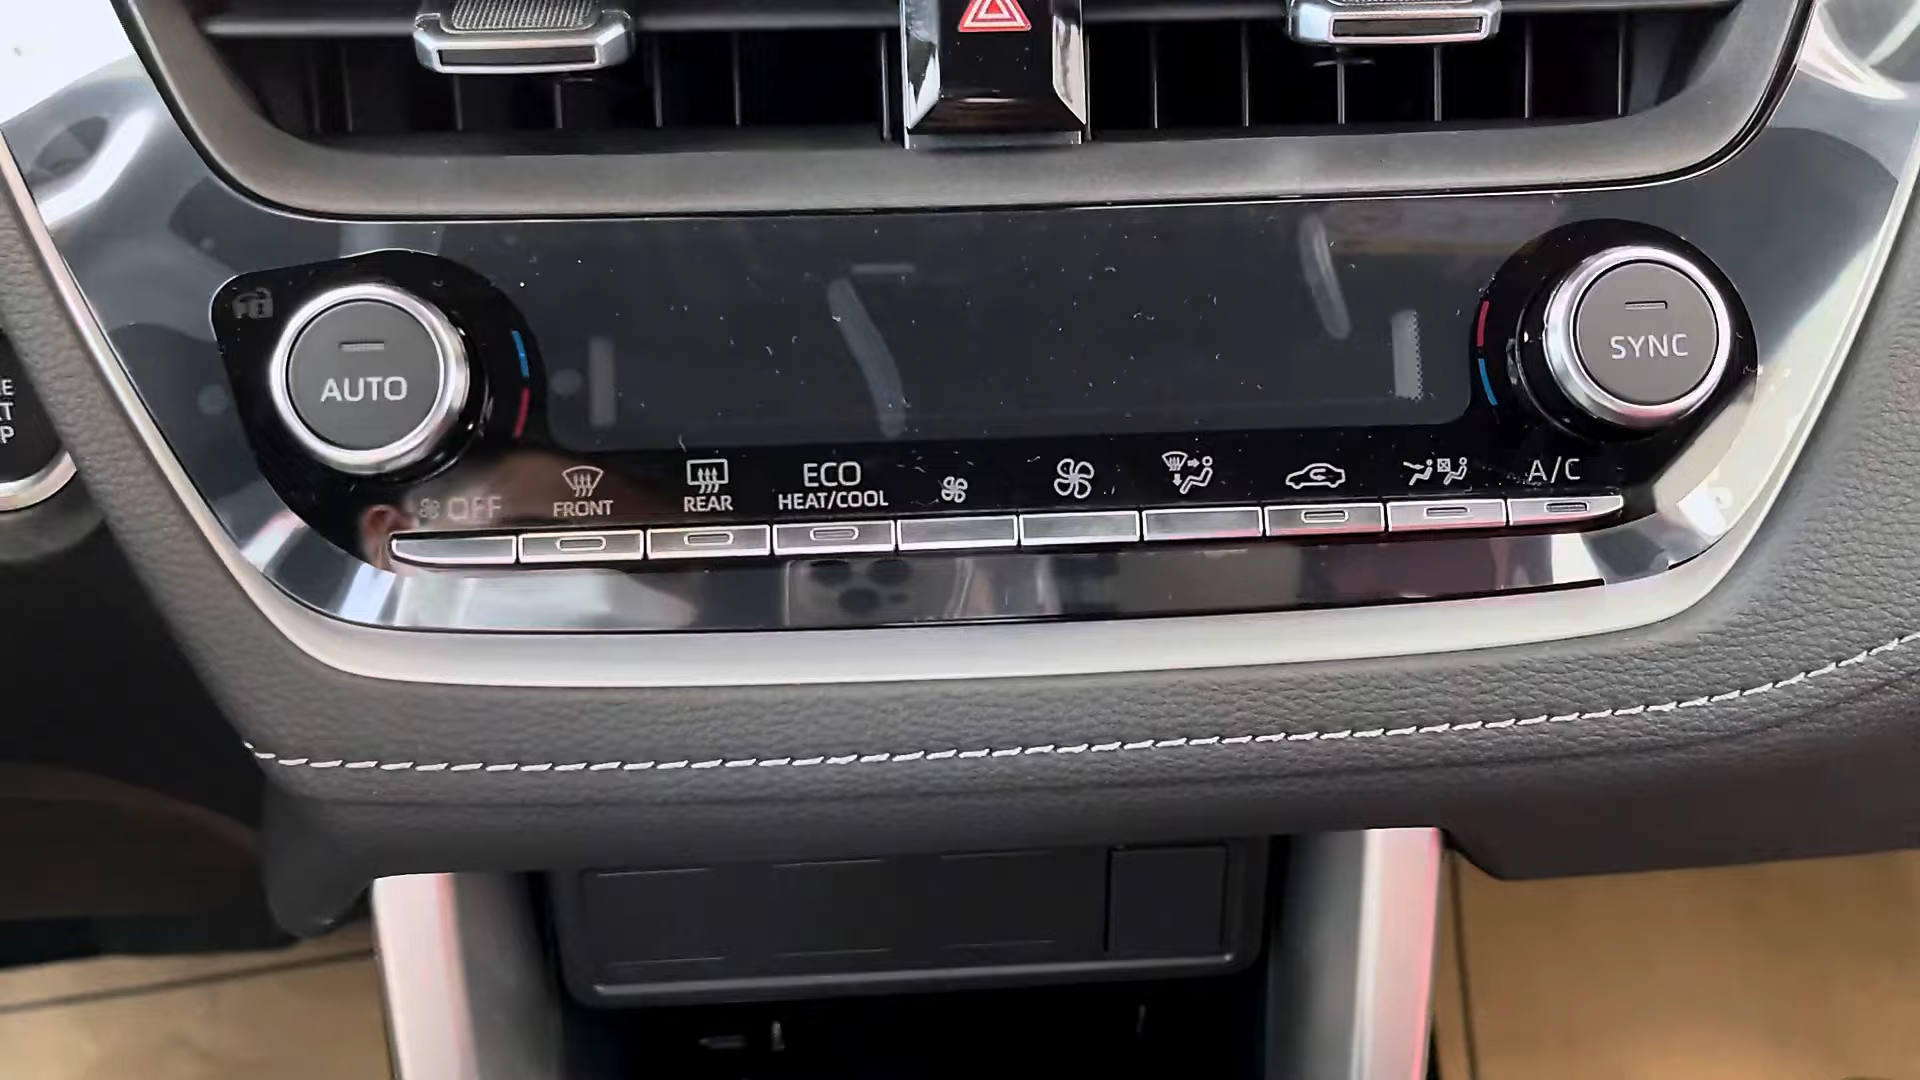 AUTO
SYNC
OFF
FRONT
REAR
ECO
HEAT/COOL
A/C